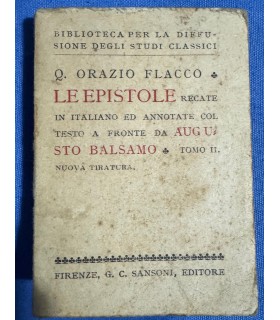 BIBLIOTECA PER LA DIFFU-
SIONE DEGLI STUDI CLASSICI
Q. ORAZIO FLACCO ♣
LE EPISTOLE RECATE
IN ITALIANO ED ANNOTATE COL
TESTO A FRONTE DA AUGU-
STO BALSAMO ♣ TOMO II.
NUOVA TIRATURA.
FIRENZE, G. C. SANSONI, EDITORE